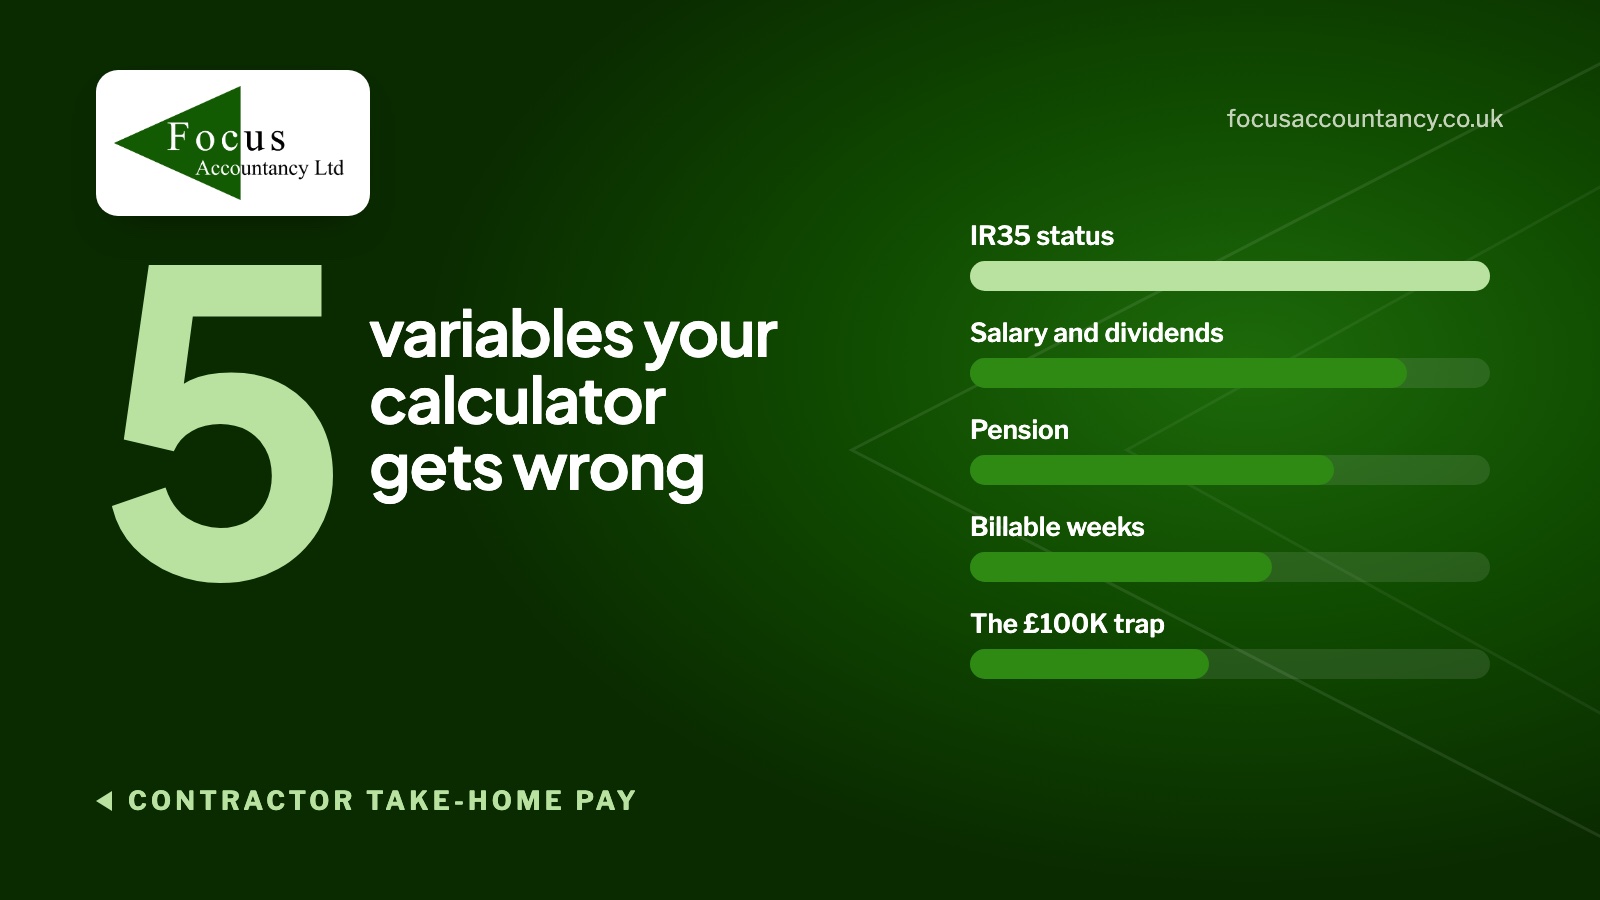 Focus
Accountancy Ltd
focusaccountancy.co.uk
5
variables your
calculator
gets wrong
IR35 status
Salary and dividends
Pension
Billable weeks
The £100K trap
CONTRACTOR TAKE-HOME PAY